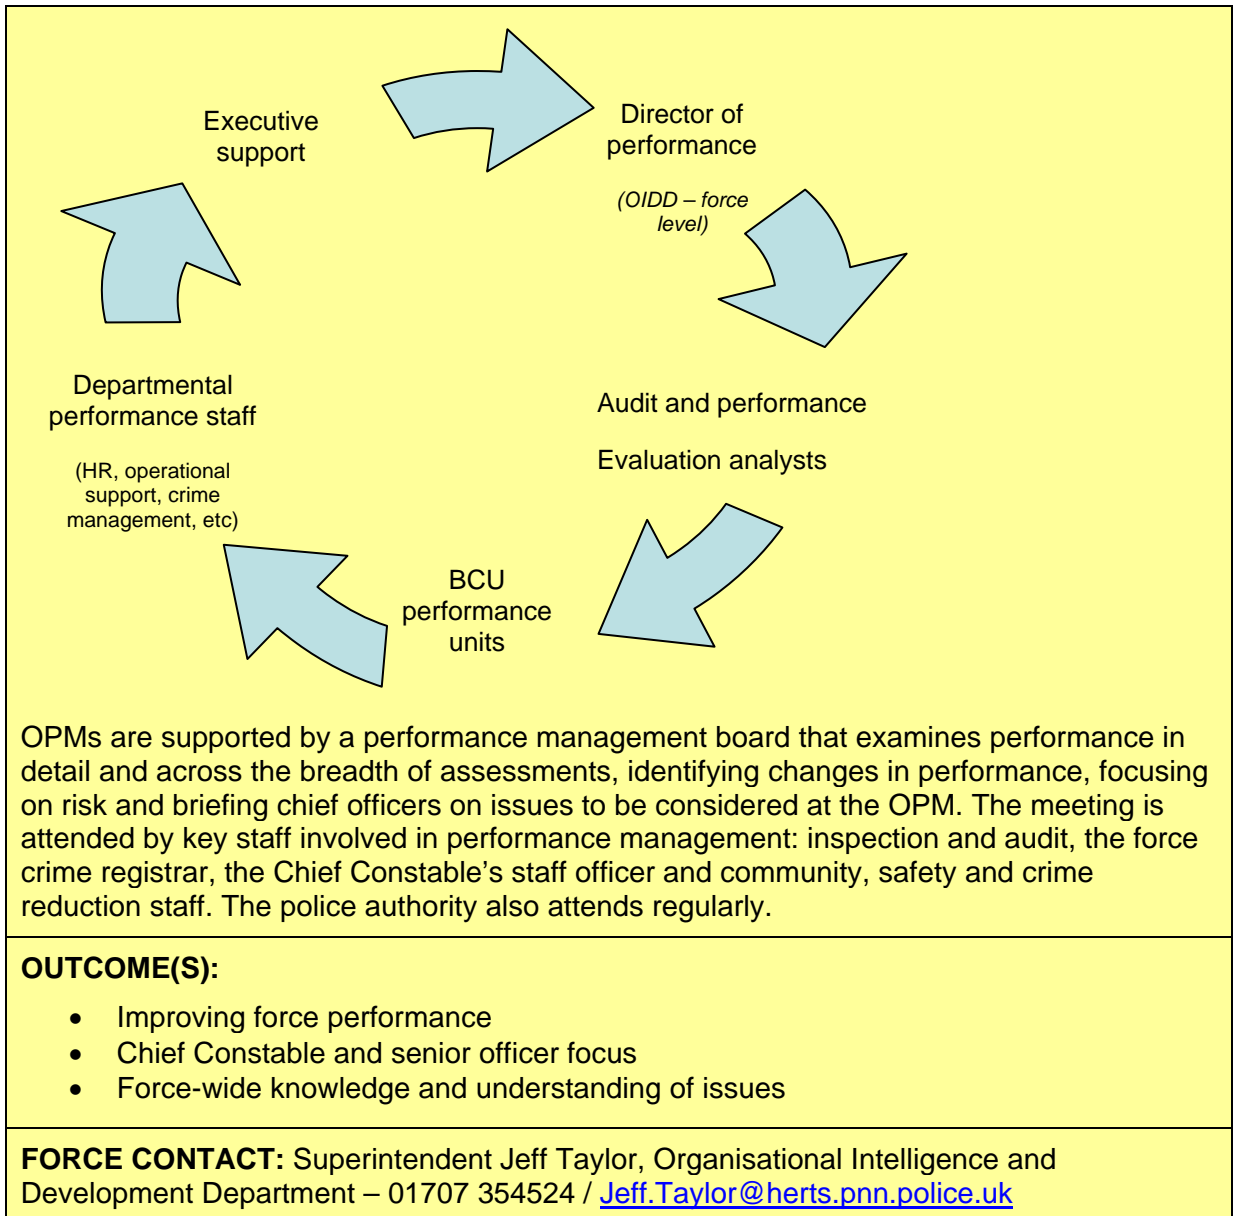 Executive
support
Director of
performance
(OIDD – force
level)
Departmental
performance staff
(HR, operational
support, crime
management, etc)
Audit and performance
Evaluation analysts
BCU
performance
units
OPMs are supported by a performance management board that examines performance in
detail and across the breadth of assessments, identifying changes in performance, focusing
on risk and briefing chief officers on issues to be considered at the OPM. The meeting is
attended by key staff involved in performance management: inspection and audit, the force
crime registrar, the Chief Constable’s staff officer and community, safety and crime
reduction staff. The police authority also attends regularly.
OUTCOME(S):
• Improving force performance
• Chief Constable and senior officer focus
• Force-wide knowledge and understanding of issues
FORCE CONTACT: Superintendent Jeff Taylor, Organisational Intelligence and
Development Department – 01707 354524 / Jeff.Taylor@herts.pnn.police.uk